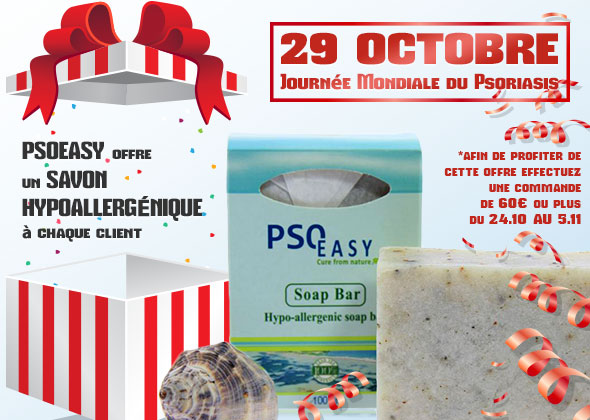 29 OCTOBRE
JOURNÉE MONDIALE DU PSORIASIS
PSOEASY OFFRE
UN SAVON
HYPOALLERGÉNIQUE
À CHAQUE CLIENT
*AFIN DE PROFITER DE
CETTE OFFRE EFFECTUEZ
UNE COMMANDE
DE 60€ OU PLUS
DU 24.10 AU 5.11
PSO
EASY
Cure from nature
Soap Bar
Hypo-allergenic soap
100